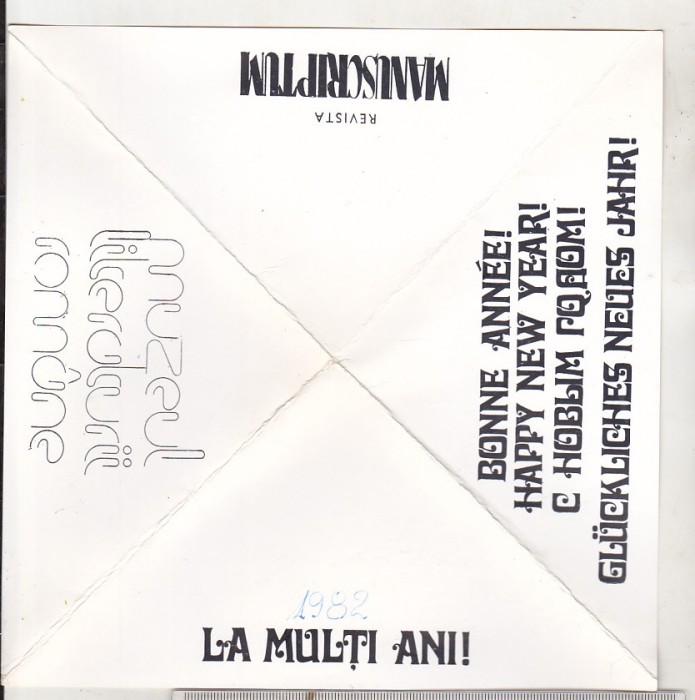 REVISTA
MANUSCRIPTUM
muzeul
literaturii
române
BONNE ANNÉE!
HAPPY NEW YEAR!
С НОВЫМ ГОДОМ!
GLÜCKLICHES NEUES JAHR!
1982
LA MULȚI ANI!